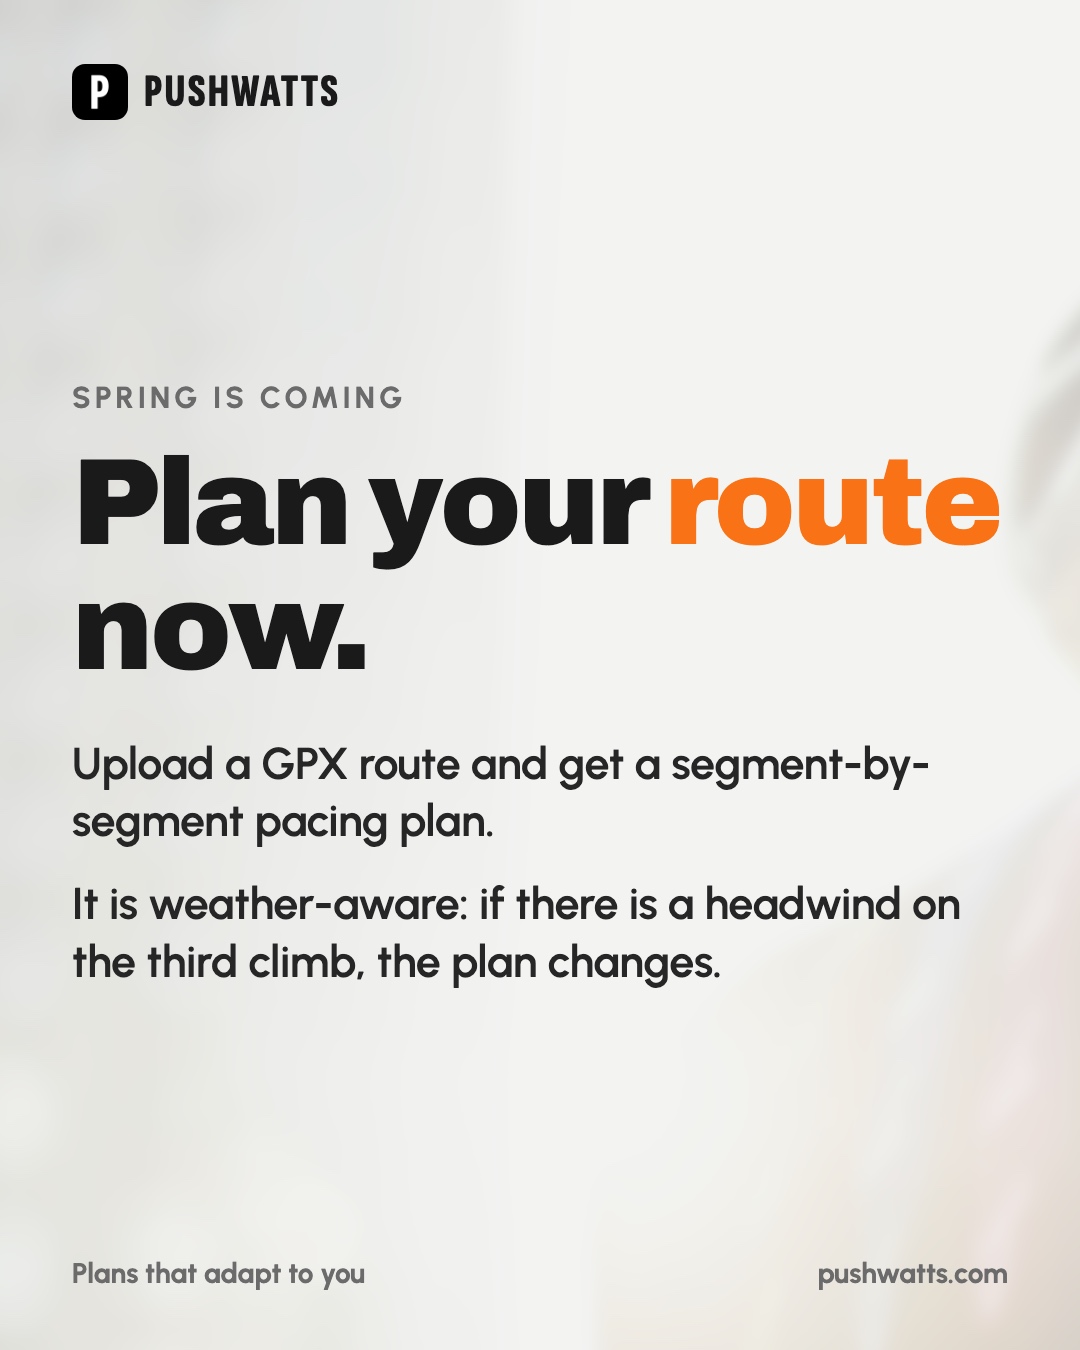 P PUSHWATTS
SPRING IS COMING
Plan your route
now.
Upload a GPX route and get a segment-by-
segment pacing plan.
It is weather-aware: if there is a headwind on
the third climb, the plan changes.
Plans that adapt to you
pushwatts.com